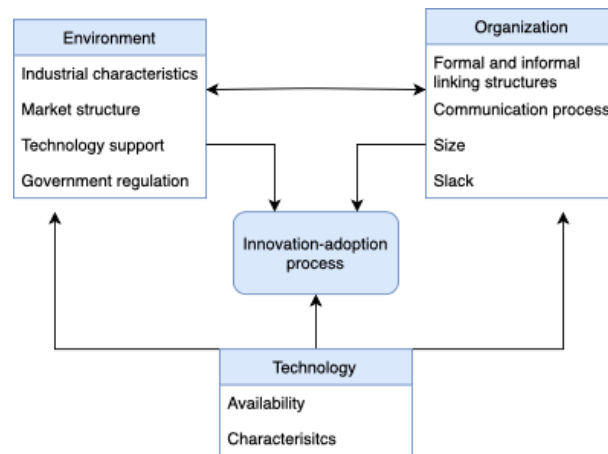 Environment
Industrial characteristics
Market structure
Technology support
Government regulation
Organization
Formal and informal
linking structures
Communication process
Size
Slack
Innovation-adoption
process
Technology
Availability
Characterisitcs